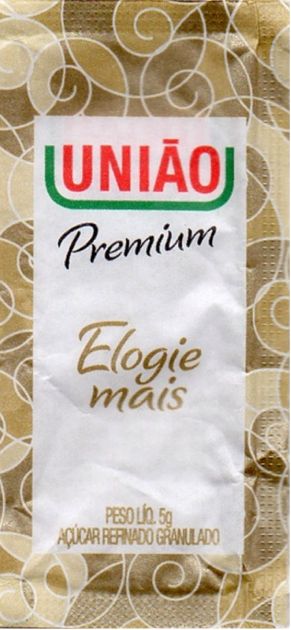 UNIÃO
Premium
Elogie
mais
PESO LÍQ. 5g
AÇÚCAR REFINADO GRANULADO